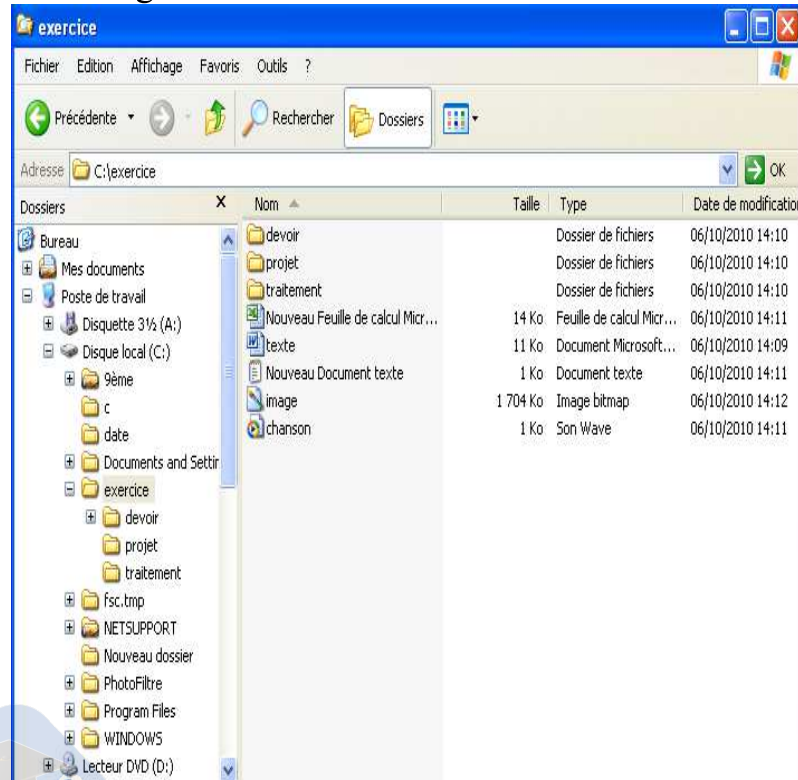 exercice
Fichier Edition Affichage Favoris Outils ?
Précédente Rechercher Dossiers
Adresse C:\exercice OK
Dossiers X
Bureau
Mes documents
Poste de travail
Disquette 3½ (A:)
Disque local (C:)
9ème
c
date
Documents and Settir
exercice
devoir
projet
traitement
fsc.tmp
NETSUPPORT
Nouveau dossier
PhotoFiltre
Program Files
WINDOWS
Lecteur DVD (D:)
Nom Taille Type Date de modification
devoir Dossier de fichiers 06/10/2010 14:10
projet Dossier de fichiers 06/10/2010 14:10
traitement Dossier de fichiers 06/10/2010 14:10
Nouveau Feuille de calcul Micr... 14 Ko Feuille de calcul Micr... 06/10/2010 14:11
texte 11 Ko Document Microsoft... 06/10/2010 14:09
Nouveau Document texte 1 Ko Document texte 06/10/2010 14:11
image 1 704 Ko Image bitmap 06/10/2010 14:12
chanson 1 Ko Son Wave 06/10/2010 14:11